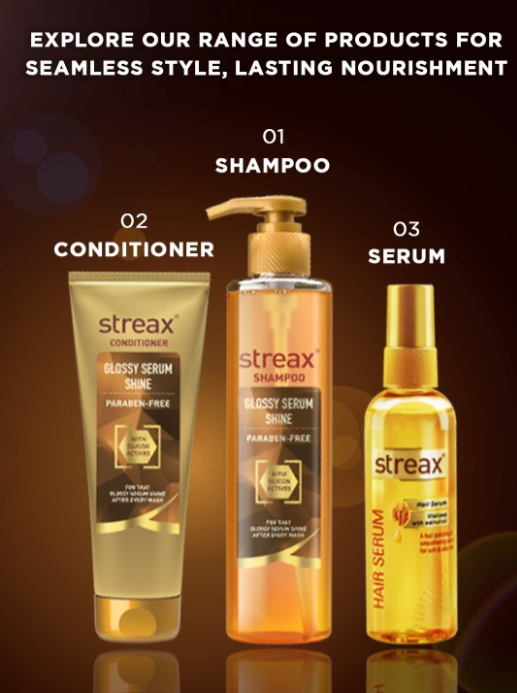 EXPLORE OUR RANGE OF PRODUCTS FOR
SEAMLESS STYLE, LASTING NOURISHMENT
01
SHAMPOO
02
CONDITIONER
03
SERUM
streax®
CONDITIONER
GLOSSY SERUM
SHINE
PARABEN-FREE
WITH
SILICON
ACTIVES
FOR THAT
GLOSSY SERUM SHINE
AFTER EVERY WASH
streax®
SHAMPOO
GLOSSY SERUM
SHINE
PARABEN-FREE
WITH
SILICON
ACTIVES
FOR THAT
GLOSSY SERUM SHINE
AFTER EVERY WASH
streax®
Hair Serum
Vitalised
with walnut
HAIR SERUM